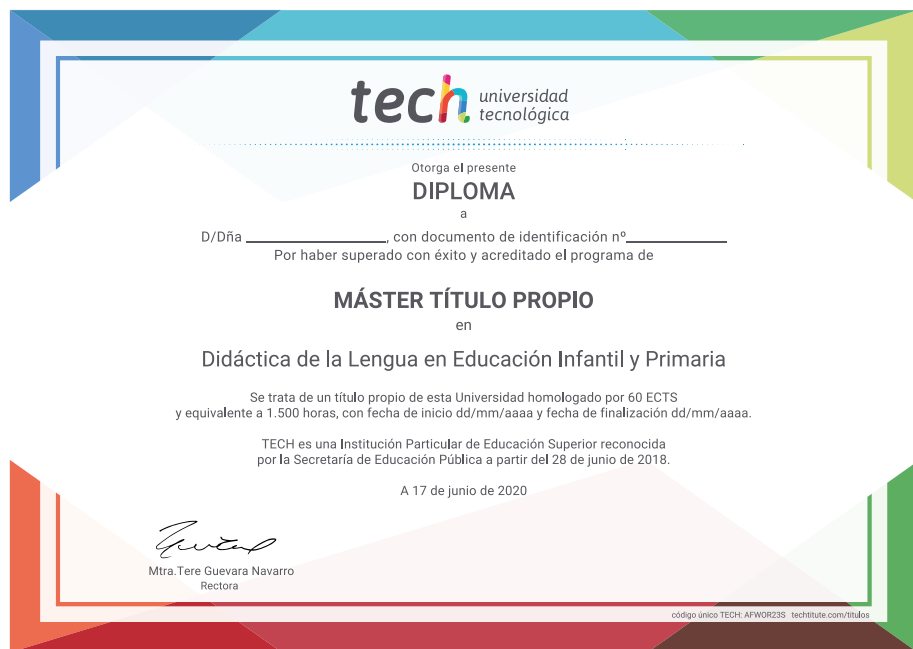 tech universidad
tecnológica
Otorga el presente
DIPLOMA
a
D/Dña ________________, con documento de identificación nº____________
Por haber superado con éxito y acreditado el programa de
MÁSTER TÍTULO PROPIO
en
Didáctica de la Lengua en Educación Infantil y Primaria
Se trata de un título propio de esta Universidad homologado por 60 ECTS
y equivalente a 1.500 horas, con fecha de inicio dd/mm/aaaa y fecha de finalización dd/mm/aaaa.
TECH es una Institución Particular de Educación Superior reconocida
por la Secretaría de Educación Pública a partir del 28 de junio de 2018.
A 17 de junio de 2020
Mtra.Tere Guevara Navarro
Rectora
código único TECH: AFWOR23S techtitute.com/titulos